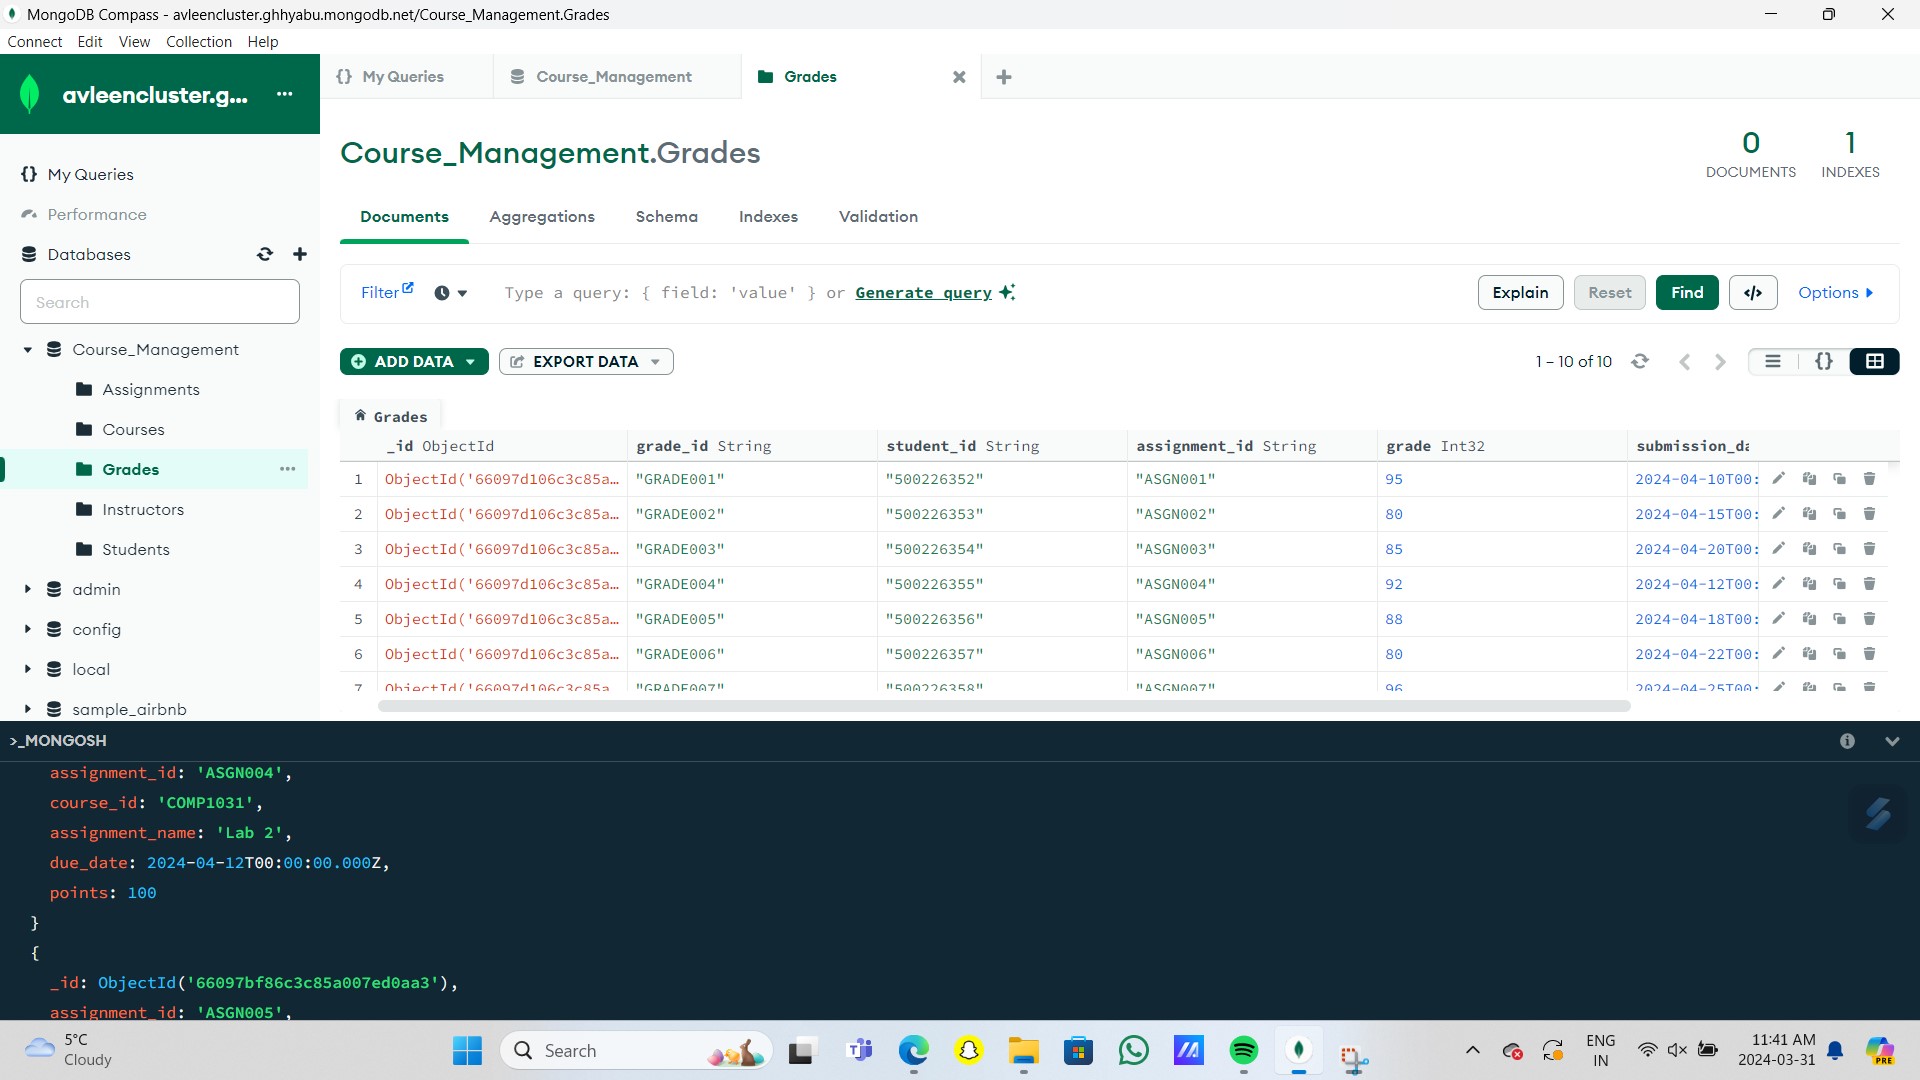 MongoDB Compass - avleencluster.ghhyabu.mongodb.net/Course_Management.Grades
Connect Edit View Collection Help
avleencluster.g...
My Queries
Performance
Databases
Search
Course_Management
Assignments
Courses
Grades
Instructors
Students
admin
config
local
sample_airbnb
{} My Queries
Course_Management
Grades
Course_Management.Grades
0 DOCUMENTS
1 INDEXES
Documents Aggregations Schema Indexes Validation
Filter Type a query: { field: 'value' } or Generate query Explain Reset Find </> Options
ADD DATA EXPORT DATA 1 – 10 of 10 {}
Grades
_id ObjectId grade_id String student_id String assignment_id String grade Int32 submission_da
1 ObjectId('66097d106c3c85a… "GRADE001" "500226352" "ASGN001" 95 2024-04-10T00:
2 ObjectId('66097d106c3c85a… "GRADE002" "500226353" "ASGN002" 80 2024-04-15T00:
3 ObjectId('66097d106c3c85a… "GRADE003" "500226354" "ASGN003" 85 2024-04-20T00:
4 ObjectId('66097d106c3c85a… "GRADE004" "500226355" "ASGN004" 92 2024-04-12T00:
5 ObjectId('66097d106c3c85a… "GRADE005" "500226356" "ASGN005" 88 2024-04-18T00:
6 ObjectId('66097d106c3c85a… "GRADE006" "500226357" "ASGN006" 80 2024-04-22T00:
7 ObjectId('66097d106c3c85a… "GRADE007" "500226358" "ASGN007" 96 2024-04-25T00:
>_MONGOSH
assignment_id: 'ASGN004',
course_id: 'COMP1031',
assignment_name: 'Lab 2',
due_date: 2024-04-12T00:00:00.000Z,
points: 100
}
{
_id: ObjectId('66097bf86c3c85a007ed0aa3'),
assignment_id: 'ASGN005',
5°C
Cloudy
Search
ENG
IN
11:41 AM
2024-03-31
PRE